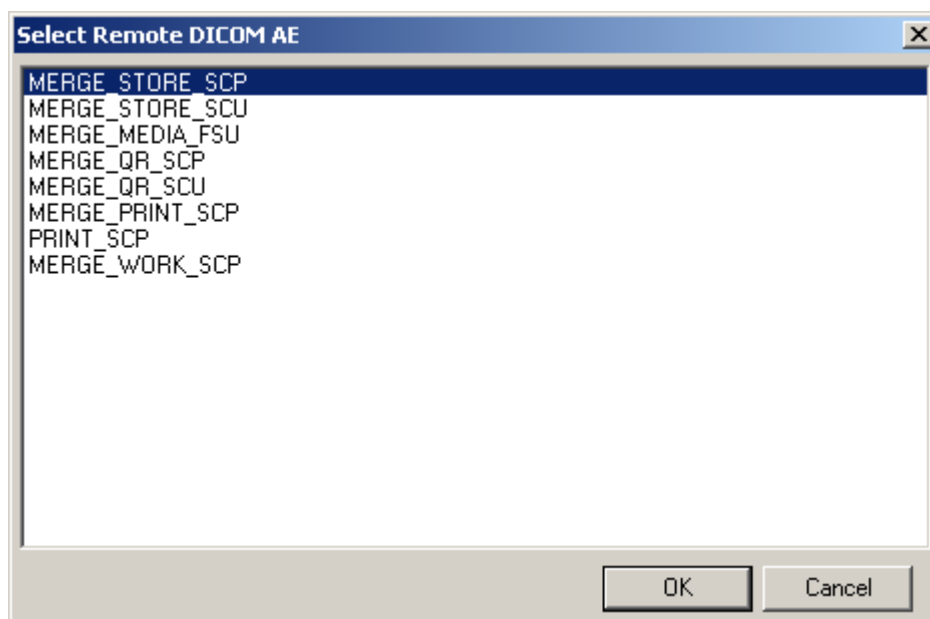 Select Remote DICOM AE
MERGE_STORE_SCP
MERGE_STORE_SCU
MERGE_MEDIA_FSU
MERGE_QR_SCP
MERGE_QR_SCU
MERGE_PRINT_SCP
PRINT_SCP
MERGE_WORK_SCP
OK Cancel